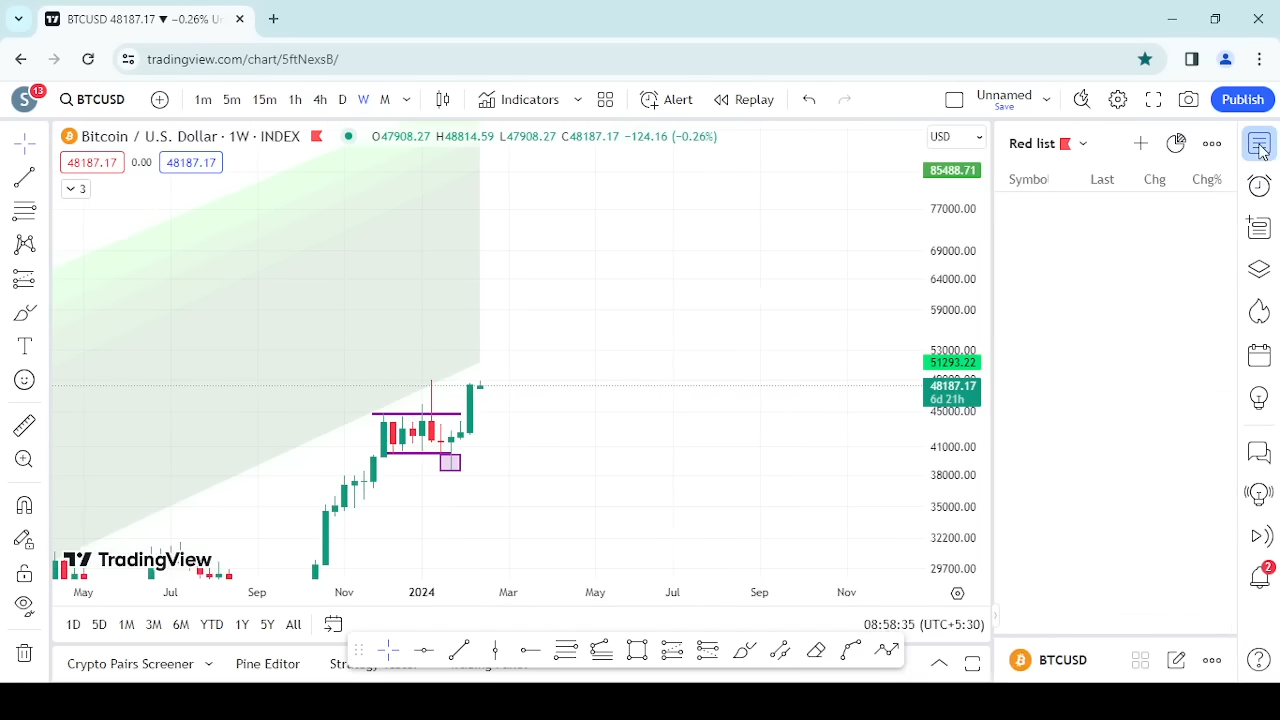 BTCUSD 48187.17 ▼ −0.26% Un
tradingview.com/chart/5ftNexsB/
S 13 BTCUSD 1m 5m 15m 1h 4h D W M Indicators Alert Replay Unnamed Save Publish
Bitcoin / U.S. Dollar · 1W · INDEX O47908.27 H48814.59 L47908.27 C48187.17 −124.16 (−0.26%)
USD
Red list
48187.17 0.00 48187.17
Symbol Last Chg Chg%
3
85488.71
77000.00
69000.00
64000.00
59000.00
53000.00
51293.22
48187.17
6d 21h
45000.00
41000.00
38000.00
35000.00
32200.00
29700.00
TradingView
May Jul Sep Nov 2024 Mar May Jul Sep Nov
2
1D 5D 1M 3M 6M YTD 1Y 5Y All
08:58:35 (UTC+5:30)
Crypto Pairs Screener Pine Editor
BTCUSD